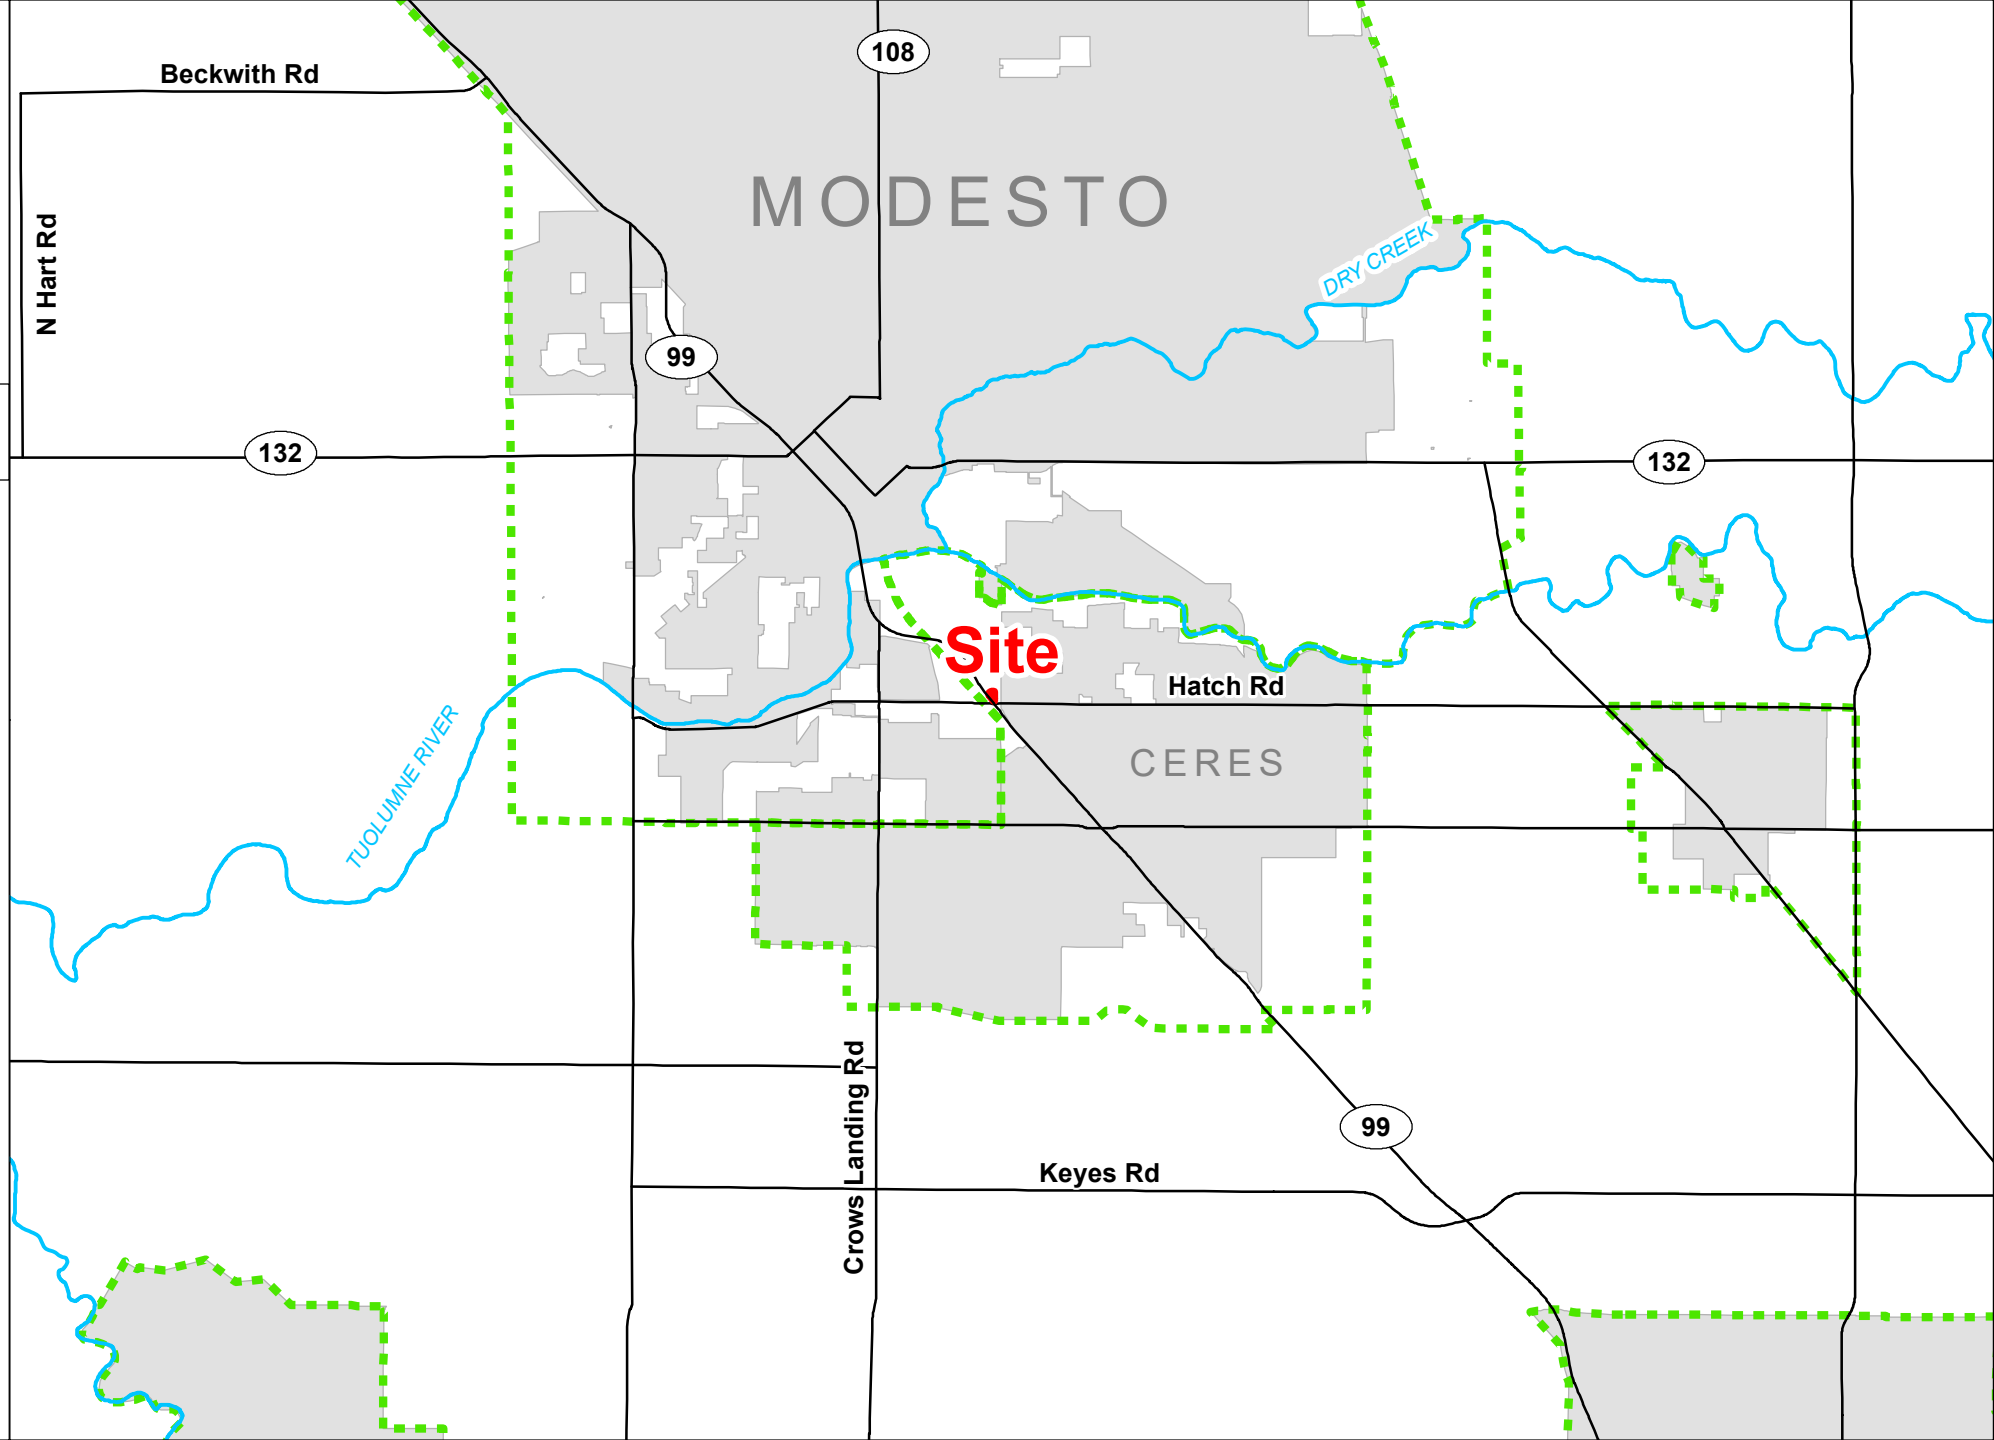 108
Beckwith Rd
MODESTO
N Hart Rd
DRY CREEK
99
132
132
Site
Hatch Rd
TUOLUMNE RIVER
CERES
Crows Landing Rd
99
Keyes Rd